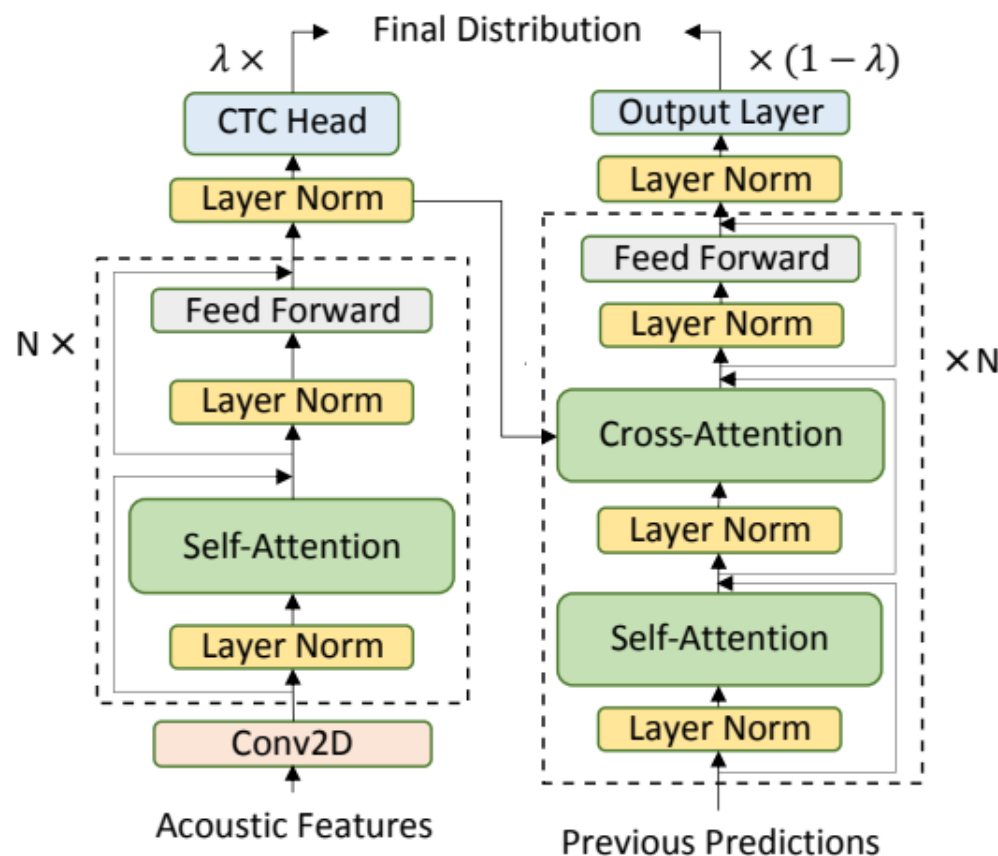 Final Distribution
λ ×
× (1 − λ)
CTC Head
Layer Norm
Feed Forward
Layer Norm
N ×
Self-Attention
Layer Norm
Conv2D
Acoustic Features
Output Layer
Layer Norm
Feed Forward
Layer Norm
× N
Cross-Attention
Layer Norm
Self-Attention
Layer Norm
Previous Predictions